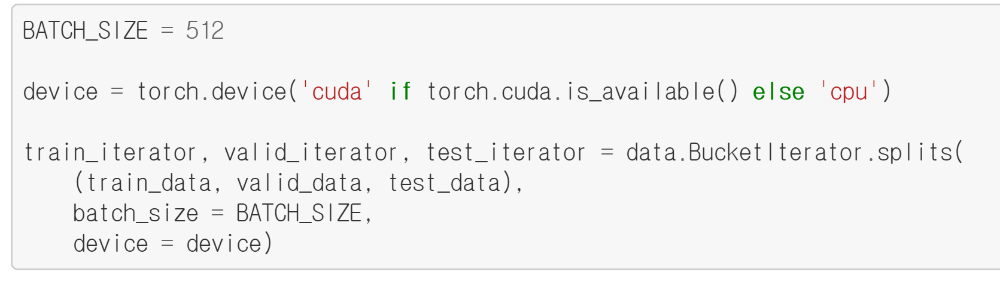 BATCH_SIZE = 512
device = torch.device('cuda' if torch.cuda.is_available() else 'cpu')
train_iterator, valid_iterator, test_iterator = data.BucketIterator.splits(
(train_data, valid_data, test_data),
batch_size = BATCH_SIZE,
device = device)